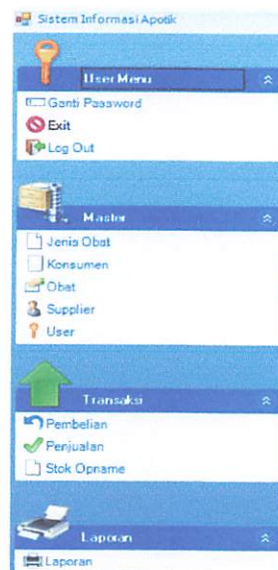 Sistem Informasi Apotik
User Menu
Ganti Password
Exit
Log Out
Master
Jenis Obat
Konsumen
Obat
Supplier
User
Transaksi
Pembelian
Penjualan
Stok Opname
Laporan
Laporan